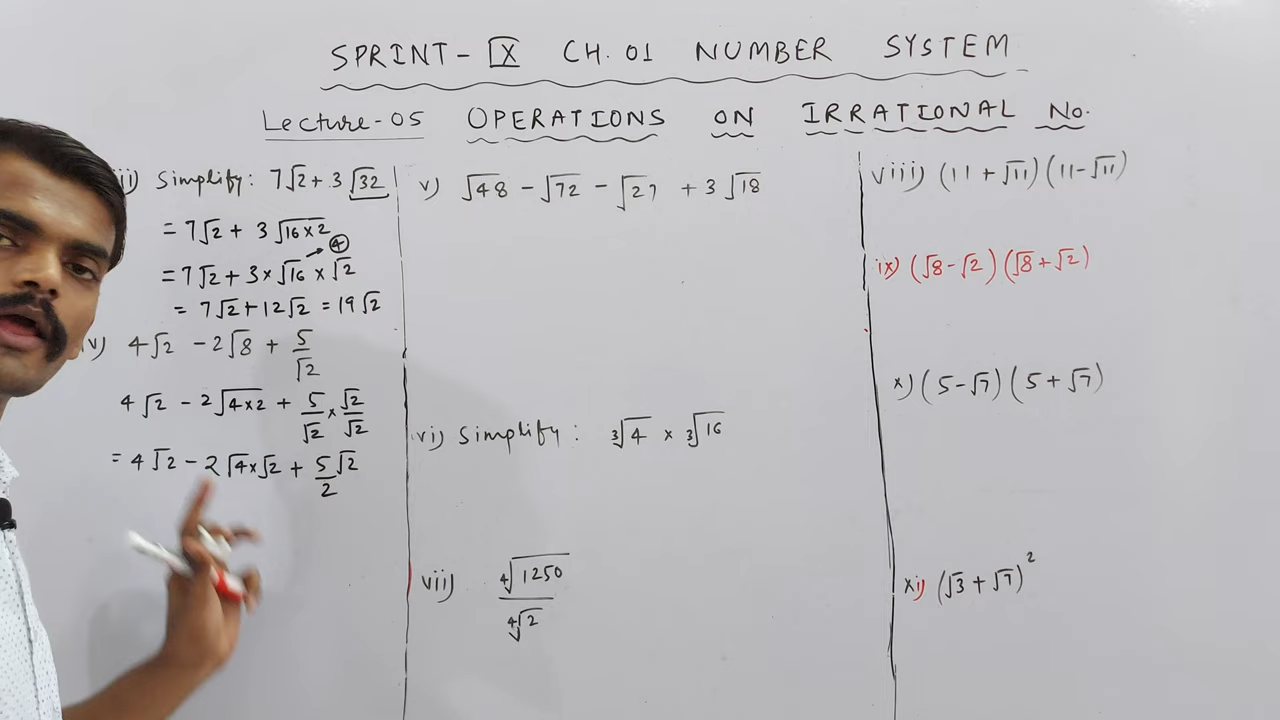 SPRINT-IX CH.01 NUMBER SYSTEM
Lecture-05 OPERATIONS ON IRRATIONAL No.
ii) Simplify: 7√2 + 3√32
= 7√2 + 3√16×2
④
= 7√2 + 3×√16 × √2
= 7√2 + 12√2 = 19√2
v) 4√2 - 2√8 + 5/√2
4√2 - 2√4×2 + 5/√2 × √2/√2
= 4√2 - 2√4×√2 + 5√2/2
v) √48 - √72 - √27 + 3√18
vi) Simplify: ³√4 × ³√16
vii) ⁴√1250 / ⁴√2
viii) (11 + √11)(11-√11)
ix) (√8-√2)(√8+√2)
x) (5-√7)(5+√7)
xi) (√3+√7)²